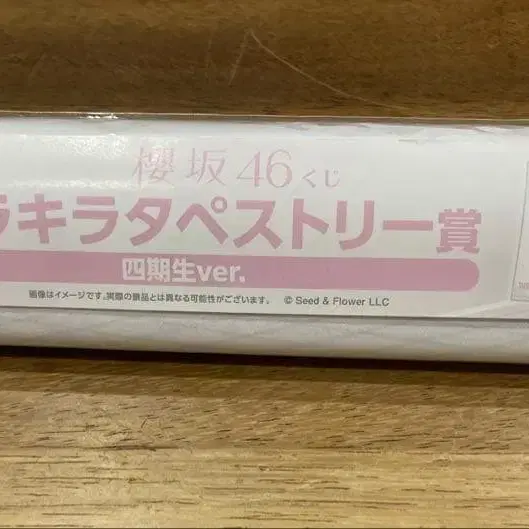 櫻坂46くじ
ラキラタペストリー賞
四期生ver.
画像はイメージです。実際の景品とは異なる可能性がございます。 © Seed & Flower LLC